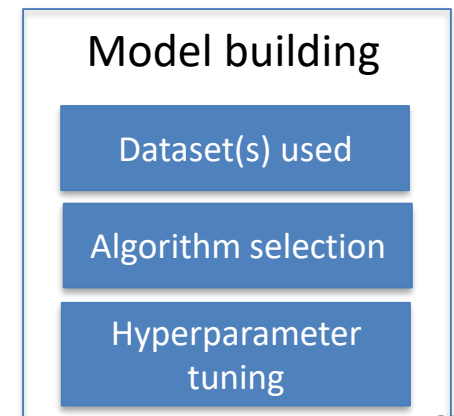 Model building
Dataset(s) used
Algorithm selection
Hyperparameter
tuning